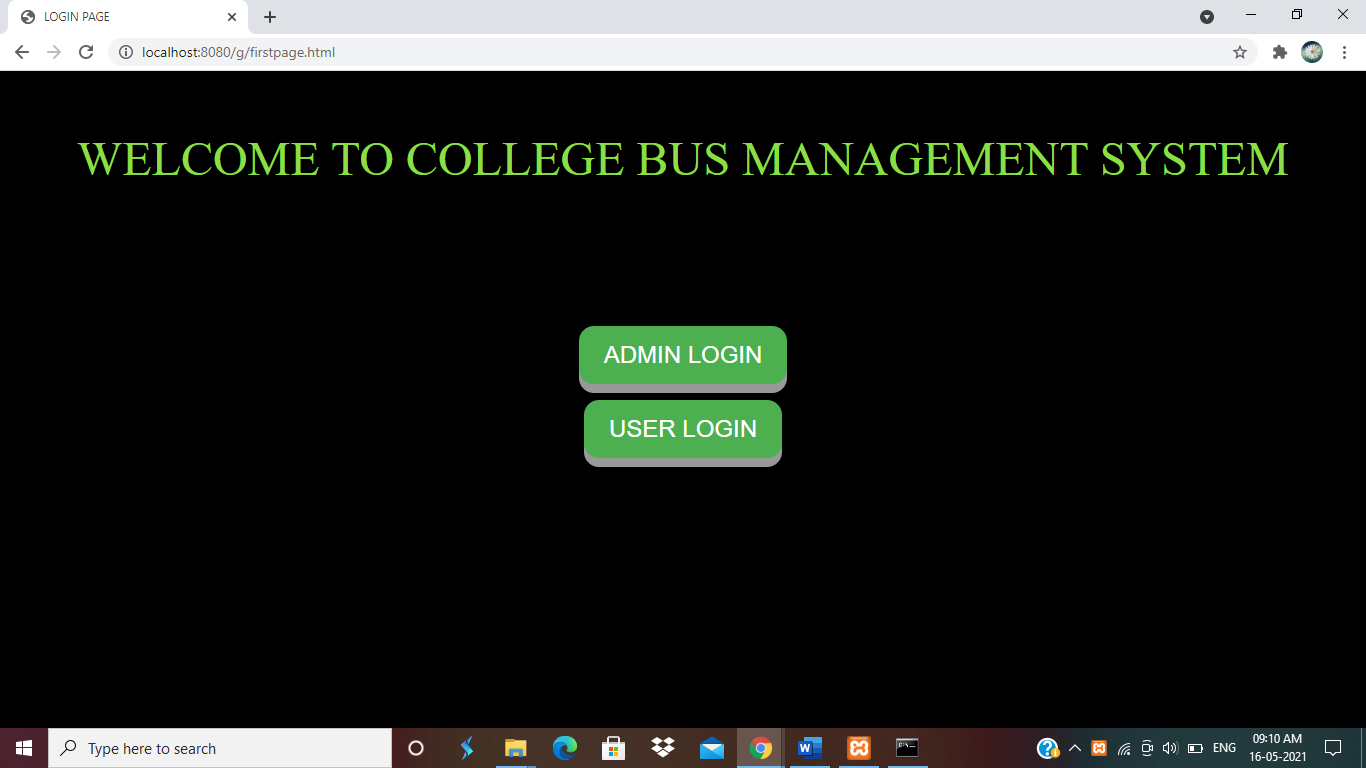 LOGIN PAGE
localhost:8080/g/firstpage.html
WELCOME TO COLLEGE BUS MANAGEMENT SYSTEM
ADMIN LOGIN
USER LOGIN
Type here to search
ENG
09:10 AM
16-05-2021